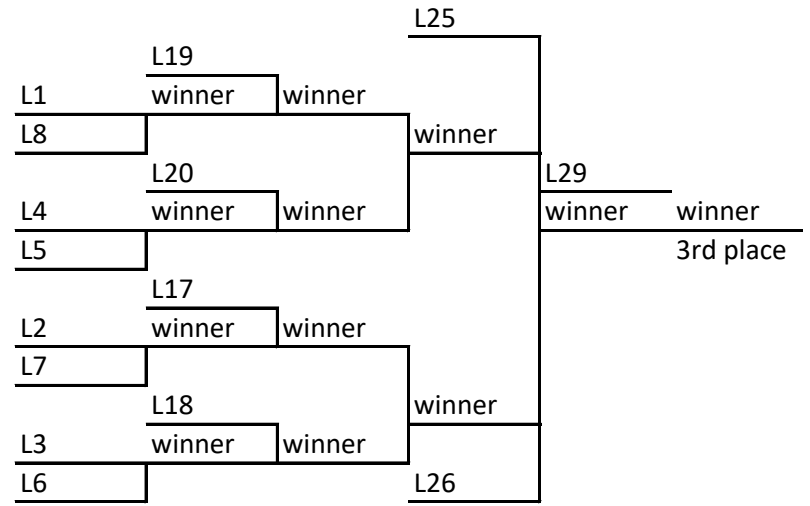 L25
L19
L1 winner winner
L8 winner
L20 L29
L4 winner winner winner winner
L5 3rd place
L17
L2 winner winner
L7
L18 winner
L3 winner winner
L6 L26